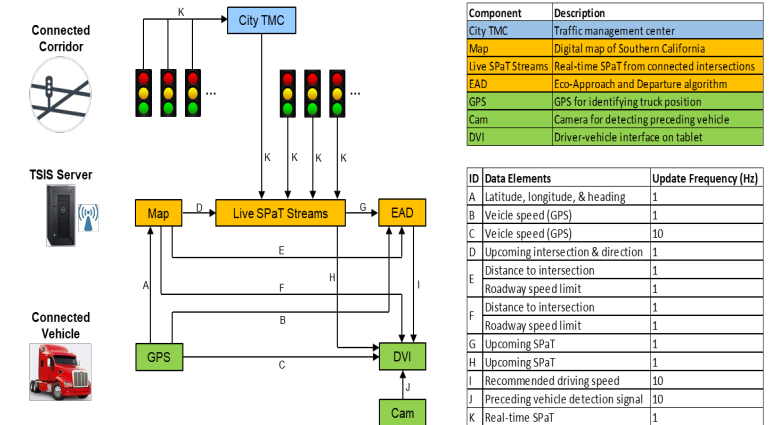 Connected
Corridor
TSIS Server
Connected
Vehicle
K
City TMC
...
...
K
K
K
K
Map
D
Live SPaT Streams
G
EAD
E
H
A
F
I
B
GPS
C
DVI
J
Cam
Component Description
City TMC Traffic management center
Map Digital map of Southern California
Live SPaT Streams Real-time SPaT from connected intersections
EAD Eco-Approach and Departure algorithm
GPS GPS for identifying truck position
Cam Camera for detecting preceding vehicle
DVI Driver-vehicle interface on tablet
ID Data Elements Update Frequency (Hz)
A Latitude, longitude, & heading 1
B Veicle speed (GPS) 1
C Veicle speed (GPS) 10
D Upcoming intersection & direction 1
E Distance to intersection 1
Roadway speed limit 1
F Distance to intersection 1
Roadway speed limit 1
G Upcoming SPaT 1
H Upcoming SPaT 1
I Recommended driving speed 10
J Preceding vehicle detection signal 10
K Real-time SPaT 1